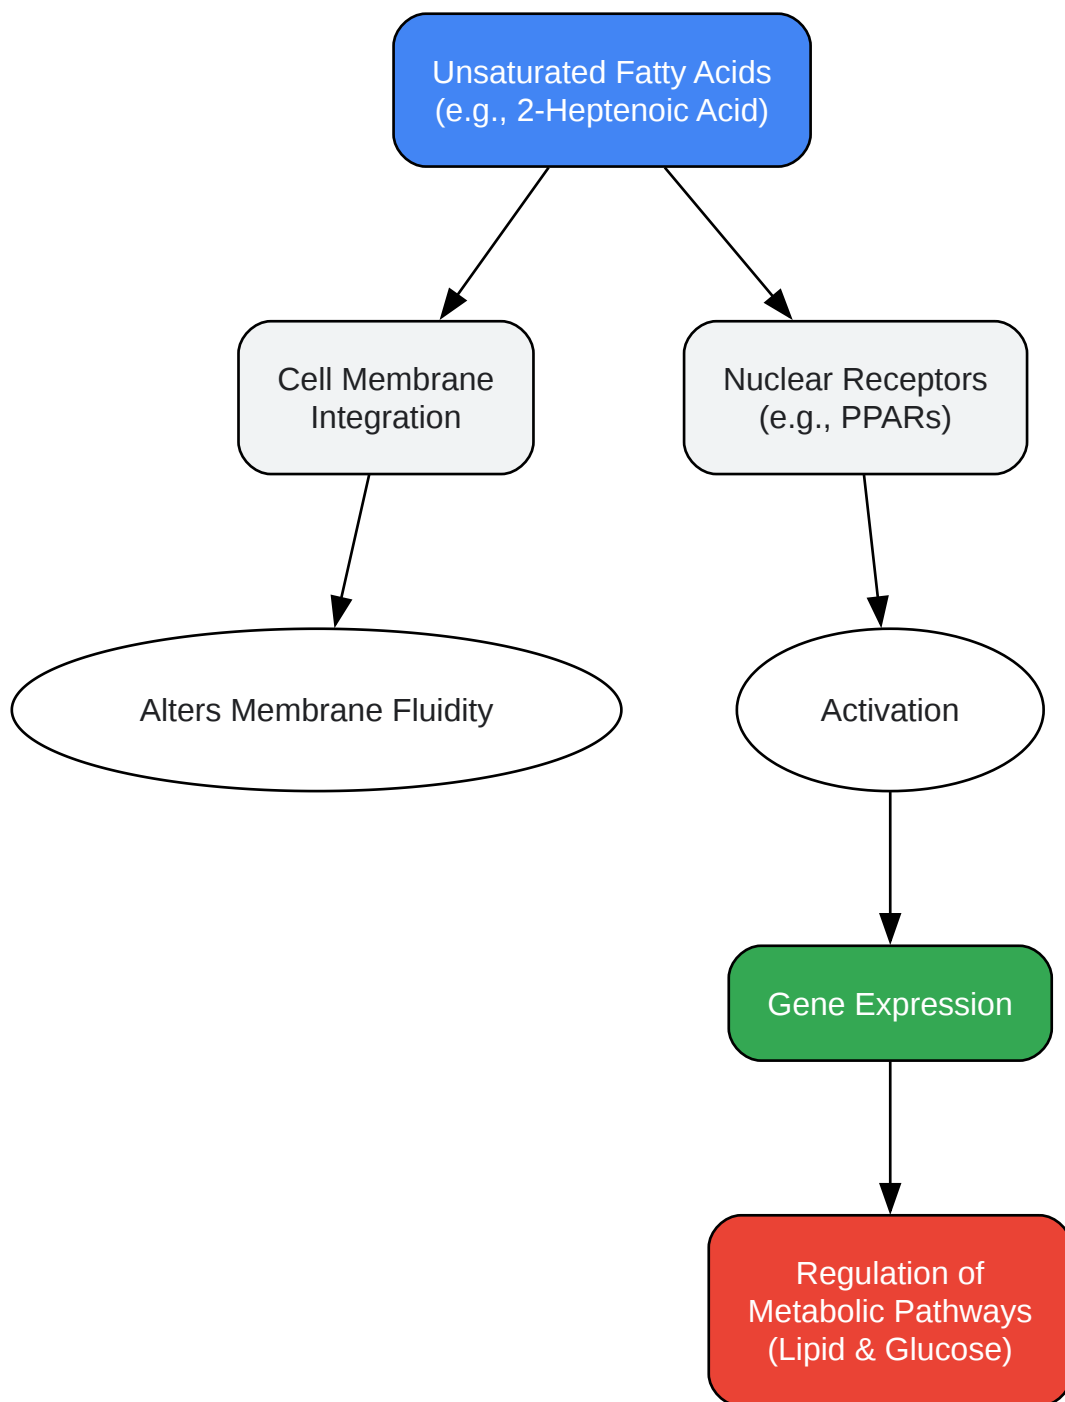 Unsaturated Fatty Acids
(e.g., 2-Heptenoic Acid)
Cell Membrane
Integration
Nuclear Receptors
(e.g., PPARs)
Alters Membrane Fluidity
Activation
Gene Expression
Regulation of
Metabolic Pathways
(Lipid & Glucose)